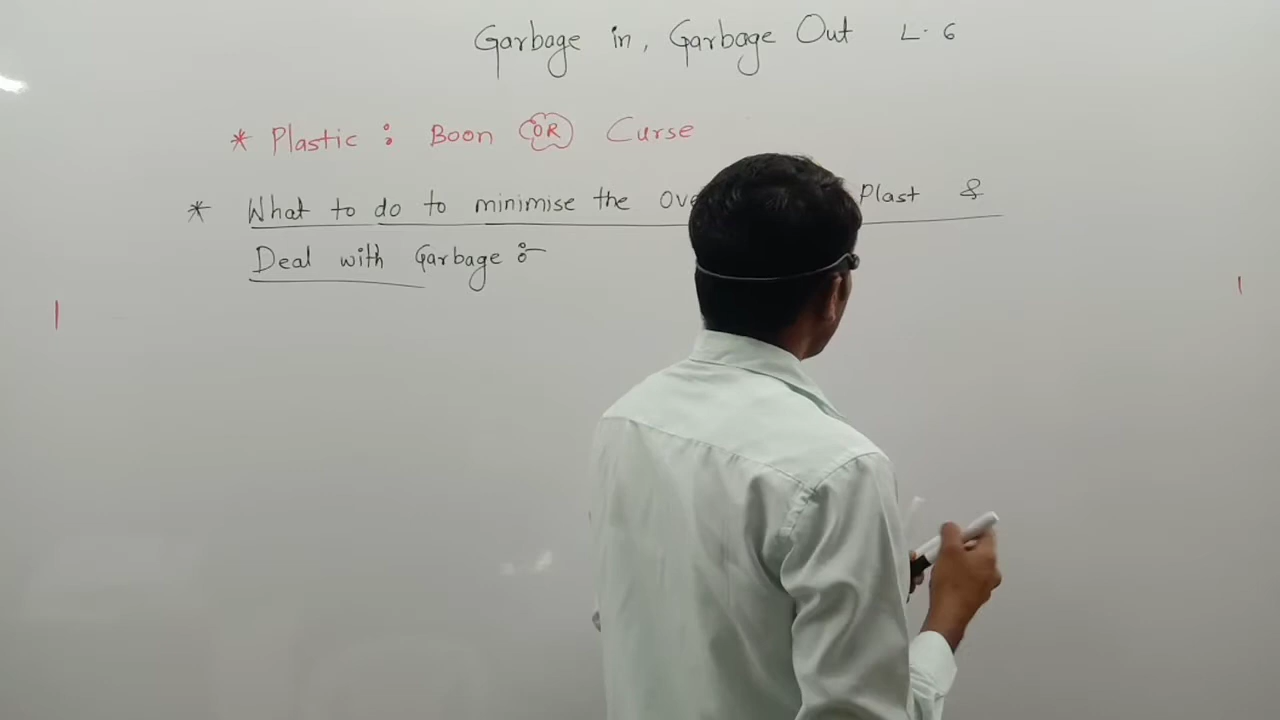 Garbage in, Garbage Out L. 6
* Plastic : Boon OR Curse
* What to do to minimise the Plast &
Deal with Garbage :-